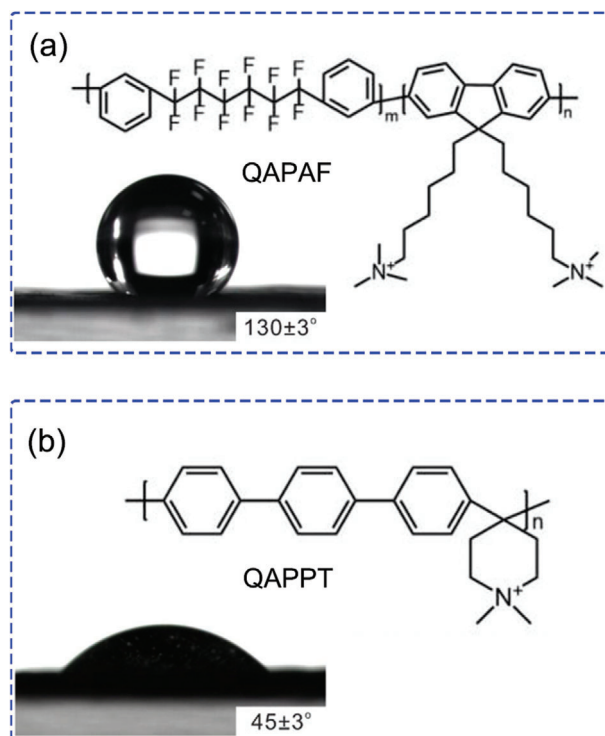 (a)
F F F F F F
F F F F F F
m
n
QAPAF
N+
N+
130±3°
(b)
n
QAPPT
N+
45±3°